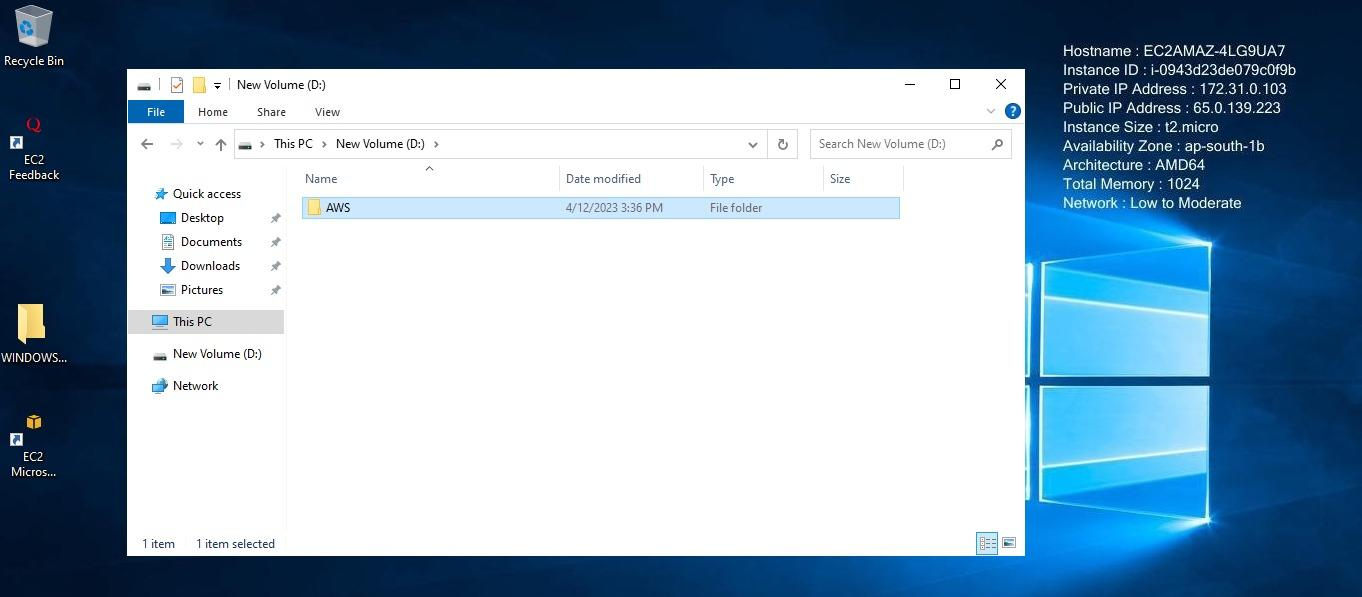 Recycle Bin
EC2
Feedback
WINDOWS...
EC2
Micros...
New Volume (D:)
File
Home
Share
View
This PC
New Volume (D:)
Search New Volume (D:)
Name
Date modified
Type
Size
AWS
4/12/2023 3:36 PM
File folder
Quick access
Desktop
Documents
Downloads
Pictures
This PC
New Volume (D:)
Network
1 item
1 item selected
Hostname : EC2AMAZ-4LG9UA7
Instance ID : i-0943d23de079c0f9b
Private IP Address : 172.31.0.103
Public IP Address : 65.0.139.223
Instance Size : t2.micro
Availability Zone : ap-south-1b
Architecture : AMD64
Total Memory : 1024
Network : Low to Moderate